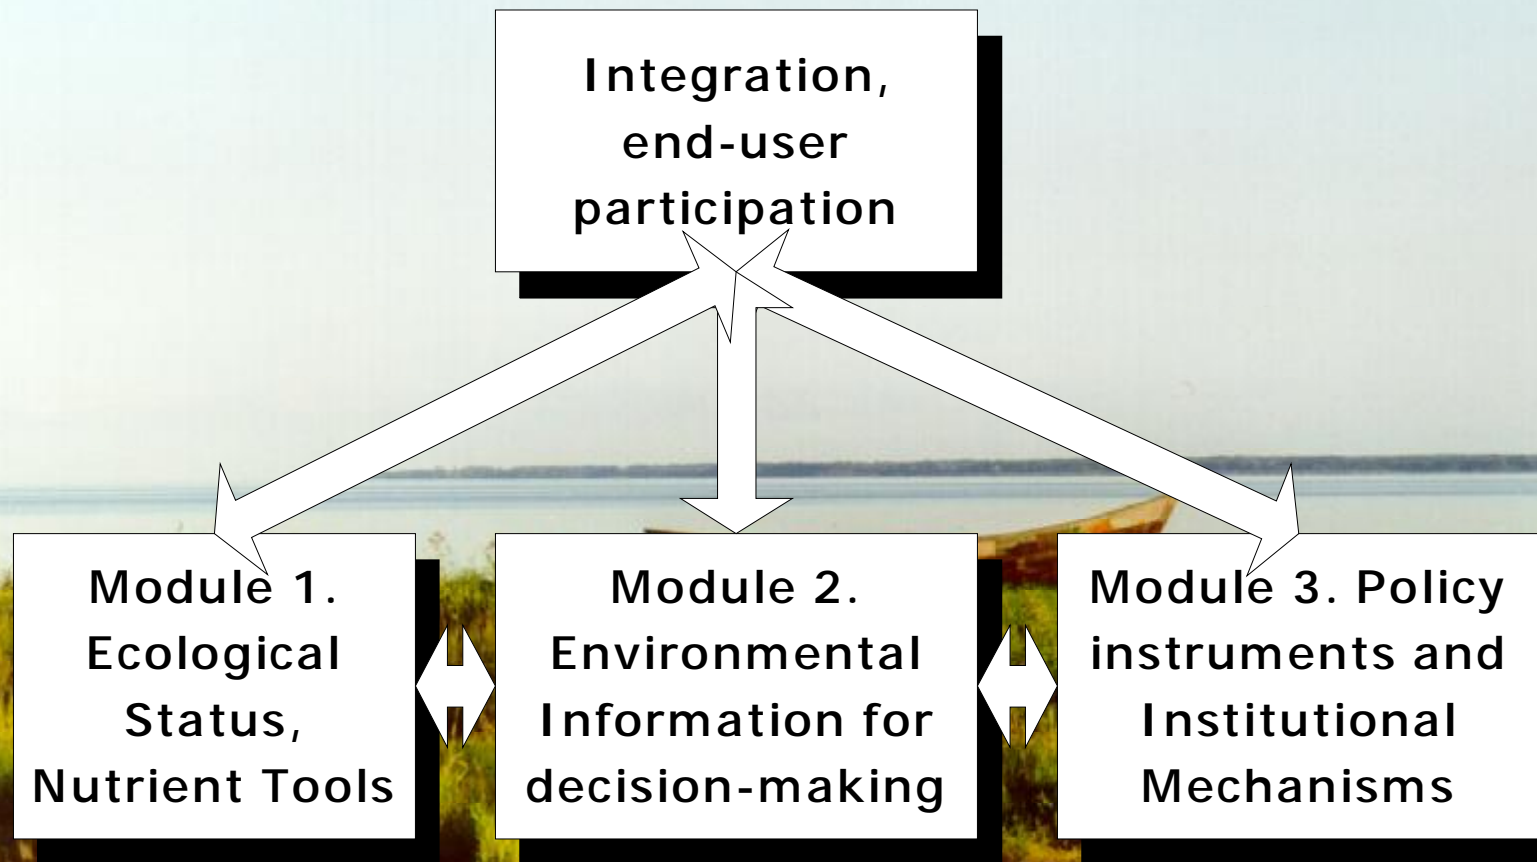 Integration,
end-user
participation
Module 1.
Ecological
Status,
Nutrient Tools
Module 2.
Environmental
Information for
decision-making
Module 3. Policy
instruments and
Institutional
Mechanisms